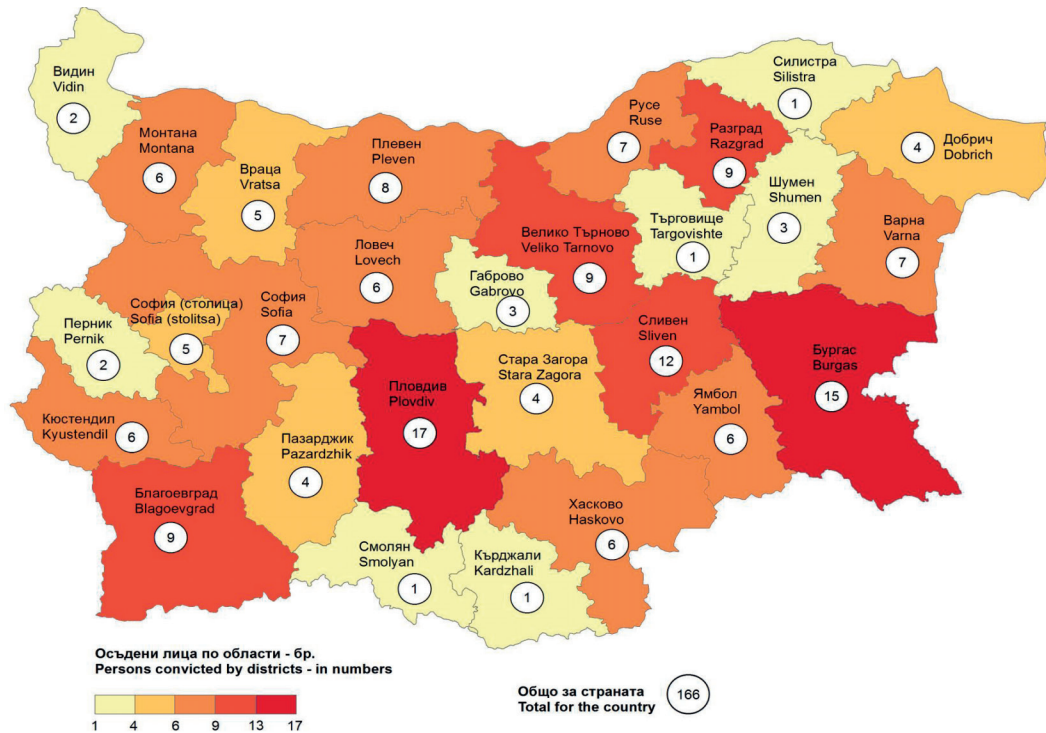 Видин
Vidin
2
Монтана
Montana
6
Враца
Vratsa
5
Плевен
Pleven
8
Ловеч
Lovech
6
Велико Търново
Veliko Tarnovo
9
Габрово
Gabrovo
3
Русе
Ruse
7
Разград
Razgrad
9
Силистра
Silistra
1
4
Добрич
Dobrich
Търговище
Targovishte
1
Шумен
Shumen
3
Варна
Varna
7
София (столица)
Sofia (stolitsa)
5
София
Sofia
7
Перник
Pernik
2
Кюстендил
Kyustendil
6
Благоевград
Blagoevgrad
9
Пазарджик
Pazardzhik
4
Пловдив
Plovdiv
17
Стара Загора
Stara Zagora
4
Сливен
Sliven
12
Ямбол
Yambol
6
Бургас
Burgas
15
Хасково
Haskovo
6
Смолян
Smolyan
1
Кърджали
Kardzhali
1
Осъдени лица по области - бр.
Persons convicted by districts - in numbers
1 4 6 9 13 17
Общо за страната
Total for the country
166